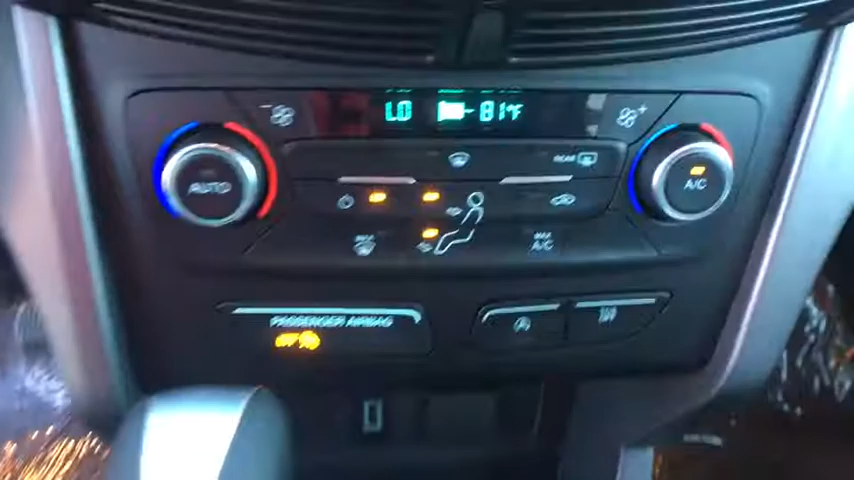 LO 81°F
REAR
AUTO
A/C
MAX
MAX
A/C
PASSENGER AIRBAG
OFF